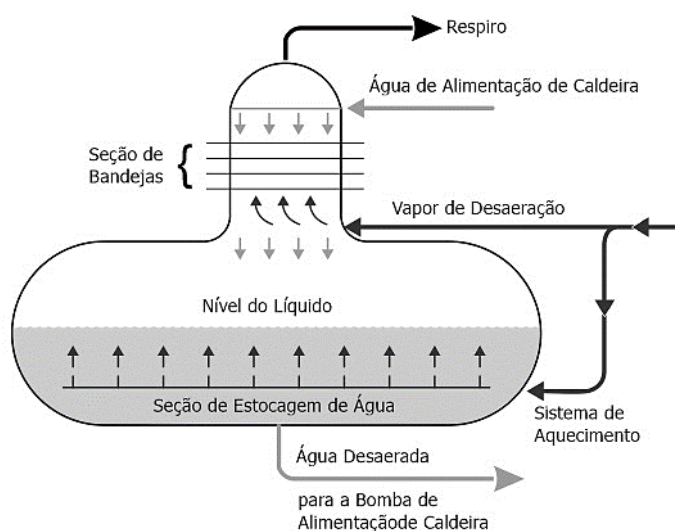 Respiro
Água de Alimentação de Caldeira
Seção de
Bandejas
Vapor de Desaeração
Nível do Líquido
Seção de Estocagem de Água
Sistema de
Aquecimento
Água Desaerada
para a Bomba de
Alimentaçãode Caldeira